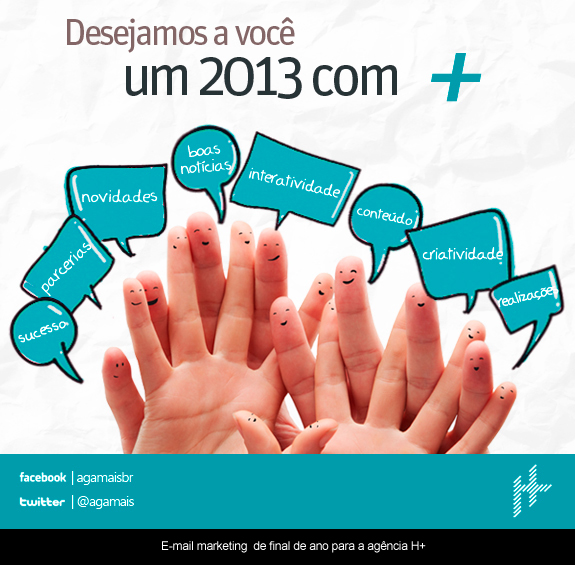 Desejamos a você
um 2013 com +
boas
notícias
interatividade
novidades
conteúdo
parcerias
criatividade
realizações
sucesso
facebook | agamaisbr
twitter | @agamais
H+
E-mail marketing de final de ano para a agência H+